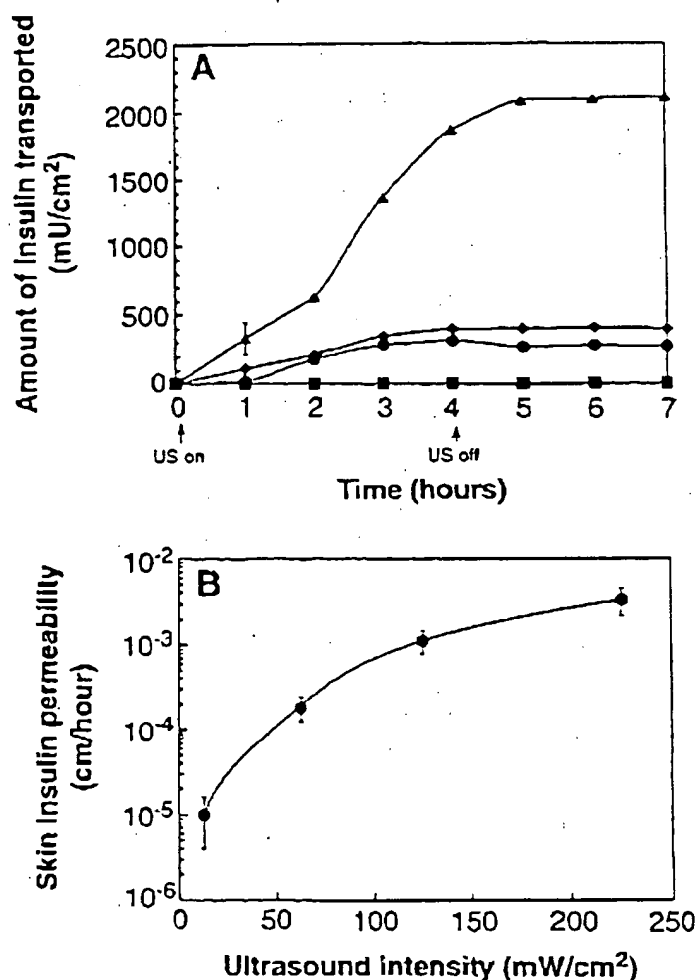 A
2500
2000
1500
1000
500
0
Amount of Insulin transported
(mU/cm²)
0 1 2 3 4 5 6 7
US on US off
Time (hours)
B
10⁻²
10⁻³
10⁻⁴
10⁻⁵
10⁻⁶
Skin Insulin permeability
(cm/hour)
0 50 100 150 200 250
Ultrasound intensity (mW/cm²)